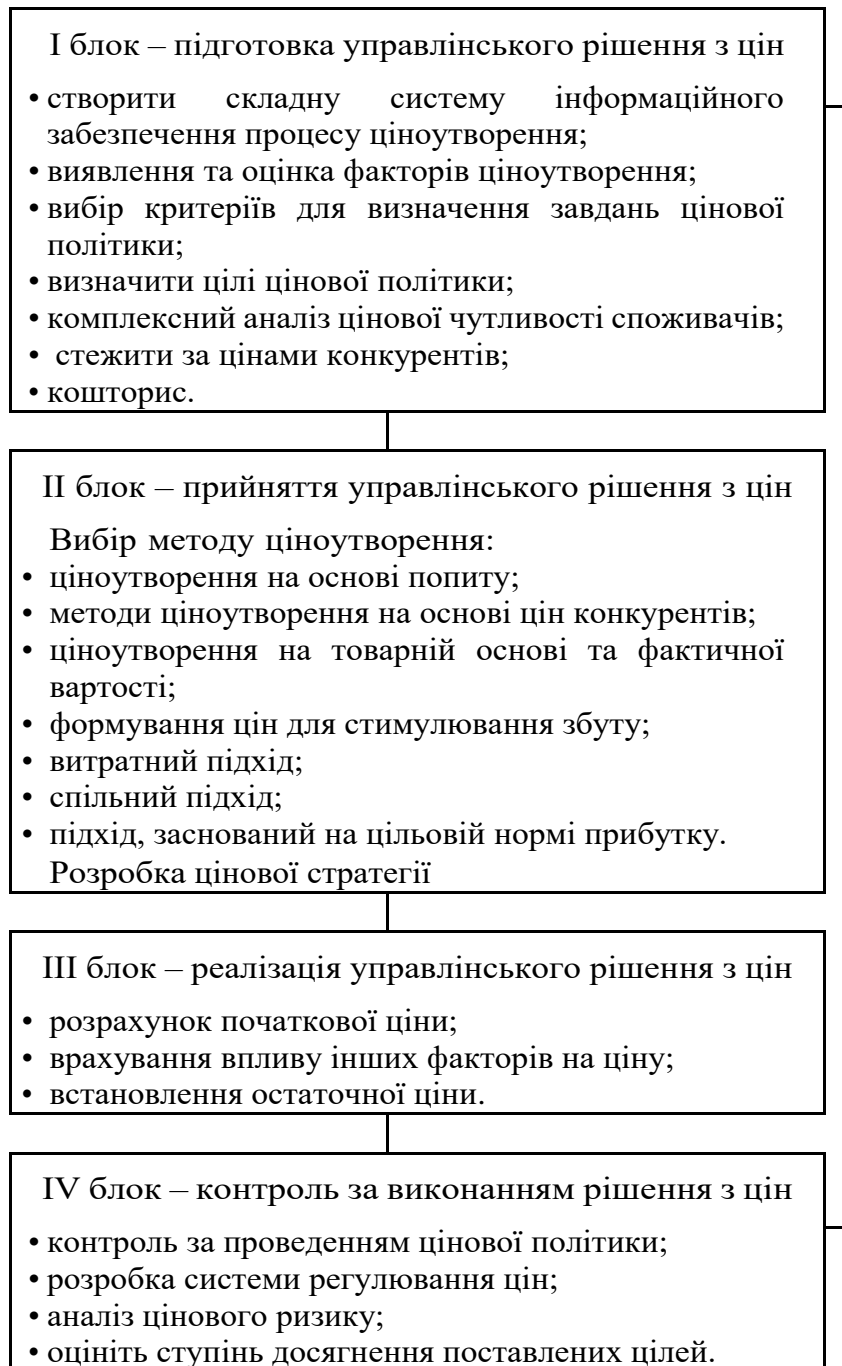 І блок – підготовка управлінського рішення з цін
• створити складну систему інформаційного
забезпечення процесу ціноутворення;
• виявлення та оцінка факторів ціноутворення;
• вибір критеріїв для визначення завдань цінової
політики;
• визначити цілі цінової політики;
• комплексний аналіз цінової чутливості споживачів;
• стежити за цінами конкурентів;
• кошторис.
ІІ блок – прийняття управлінського рішення з цін
Вибір методу ціноутворення:
• ціноутворення на основі попиту;
• методи ціноутворення на основі цін конкурентів;
• ціноутворення на товарній основі та фактичної
вартості;
• формування цін для стимулювання збуту;
• витратний підхід;
• спільний підхід;
• підхід, заснований на цільовій нормі прибутку.
Розробка цінової стратегії
ІІІ блок – реалізація управлінського рішення з цін
• розрахунок початкової ціни;
• врахування впливу інших факторів на ціну;
• встановлення остаточної ціни.
IV блок – контроль за виконанням рішення з цін
• контроль за проведенням цінової політики;
• розробка системи регулювання цін;
• аналіз цінового ризику;
• оцініть ступінь досягнення поставлених цілей.